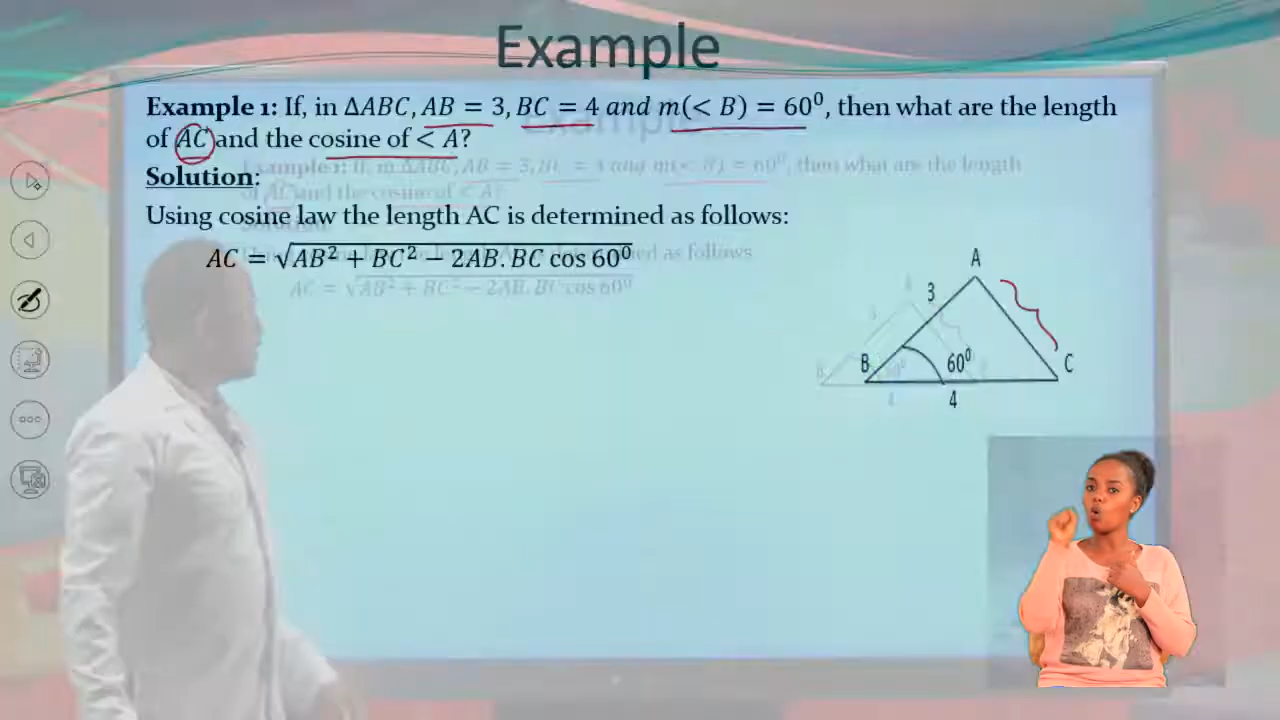 Example
Example 1: If, in ΔABC, AB = 3, BC = 4 and m(< B) = 60⁰, then what are the length
of AC and the cosine of < A?
Solution:
Using cosine law the length AC is determined as follows:
AC = √AB² + BC² − 2AB. BC cos 60⁰
A
3
B
60⁰
C
4